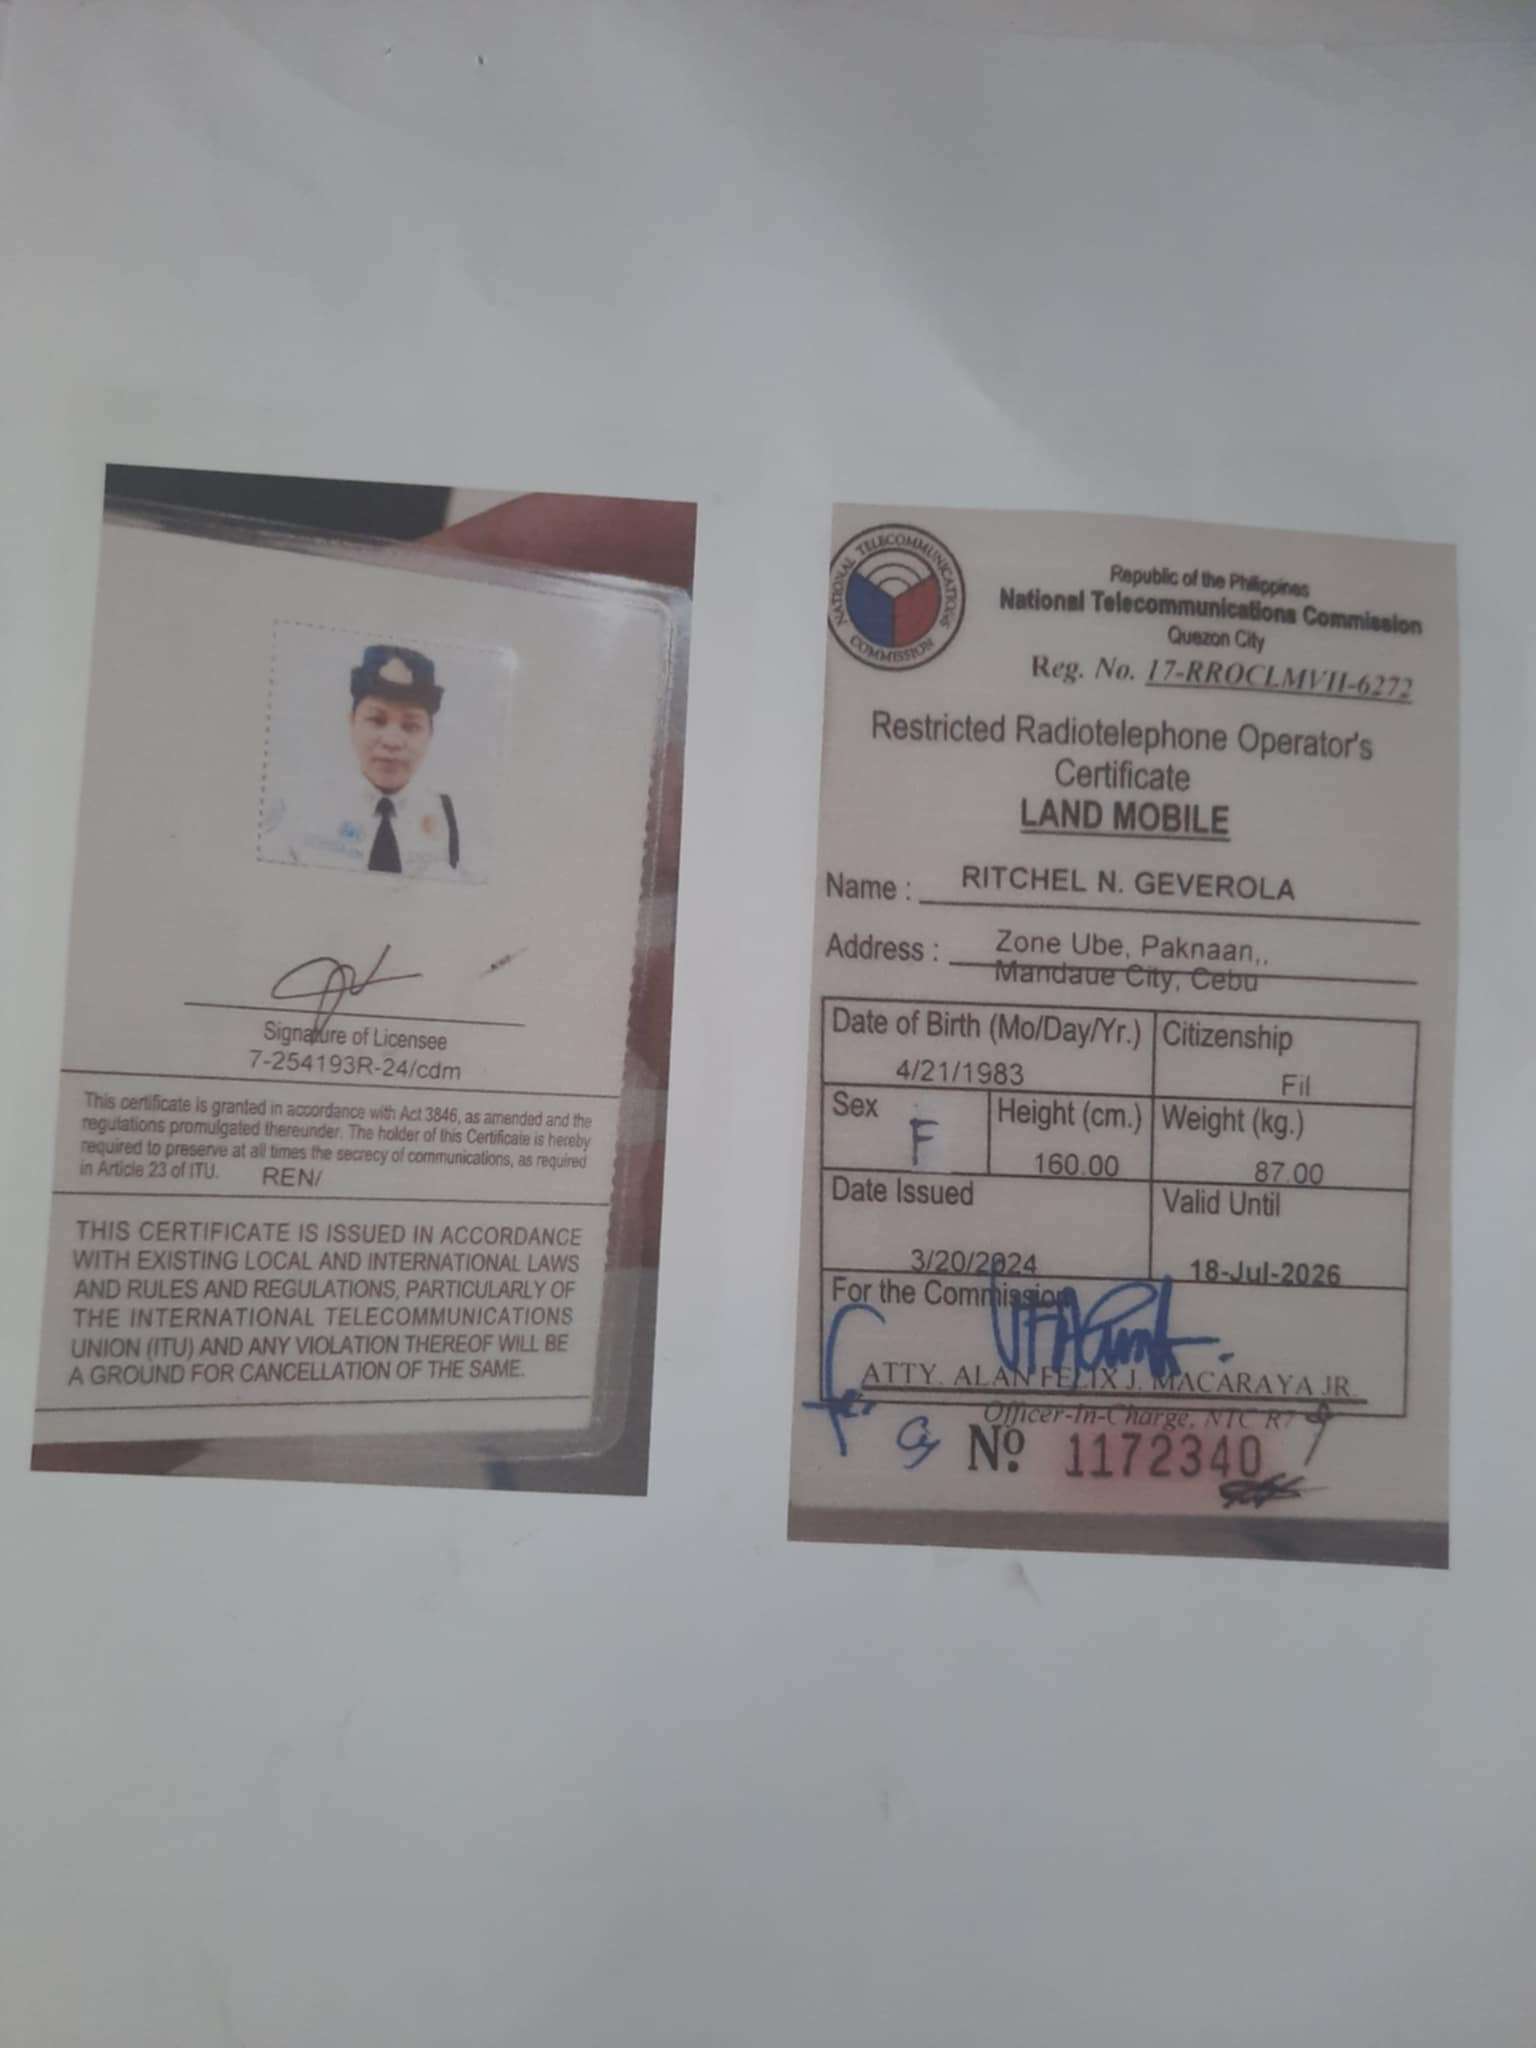 Signature of Licensee
7-254193R-24/cdm
This certificate is granted in accordance with Act 3846, as amended and the
regulations promulgated thereunder. The holder of this Certificate is hereby
required to preserve at all times the secrecy of communications, as required
in Article 23 of ITU. REN/
THIS CERTIFICATE IS ISSUED IN ACCORDANCE
WITH EXISTING LOCAL AND INTERNATIONAL LAWS
AND RULES AND REGULATIONS, PARTICULARLY OF
THE INTERNATIONAL TELECOMMUNICATIONS
UNION (ITU) AND ANY VIOLATION THEREOF WILL BE
A GROUND FOR CANCELLATION OF THE SAME.
NATIONAL TELECOMMUNICATIONS COMMISSION
Republic of the Philippines
National Telecommunications Commission
Quezon City
Reg. No. 17-RROCLMVII-6272
Restricted Radiotelephone Operator's
Certificate
LAND MOBILE
Name : RITCHEL N. GEVEROLA
Address : Zone Ube, Paknaan,,
Mandaue City, Cebu
Date of Birth (Mo/Day/Yr.) Citizenship
4/21/1983 Fil
Sex Height (cm.) Weight (kg.)
F 160.00 87.00
Date Issued Valid Until
3/20/2024 18-Jul-2026
For the Commission
ATTY. ALAN FELIX J. MACARAYA JR.
Officer-In-Charge, NTC R7
Nº. 1172340